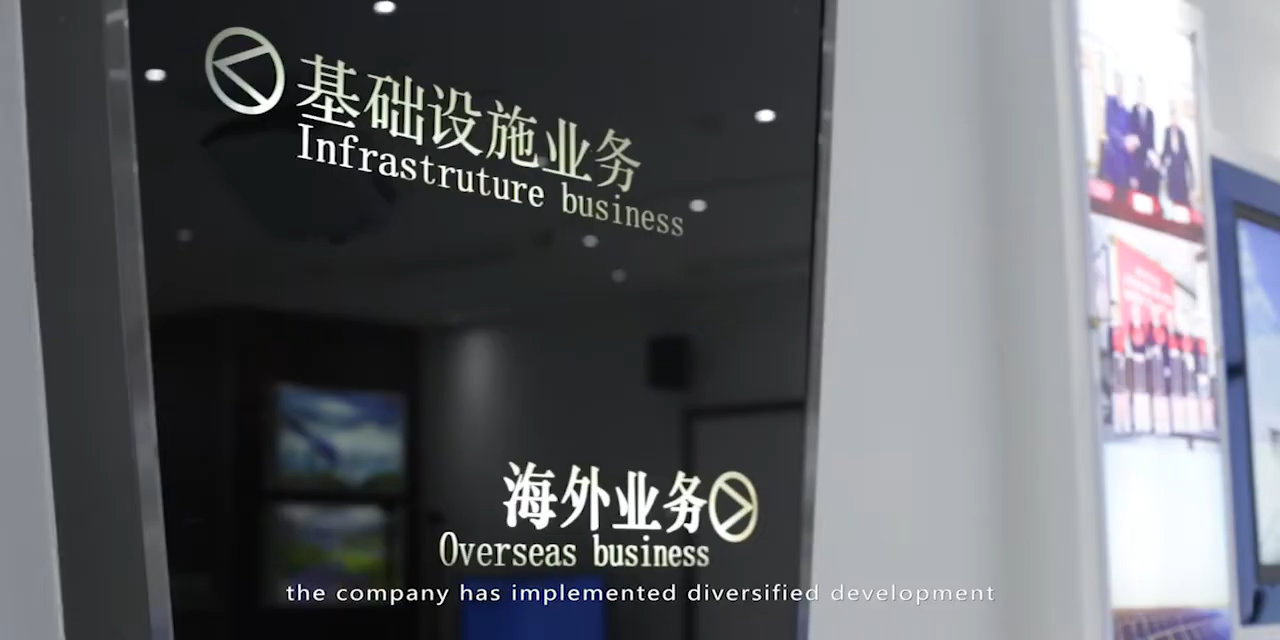 基础设施业务
Infrastruture business
海外业务
Overseas business
the company has implemented diversified development